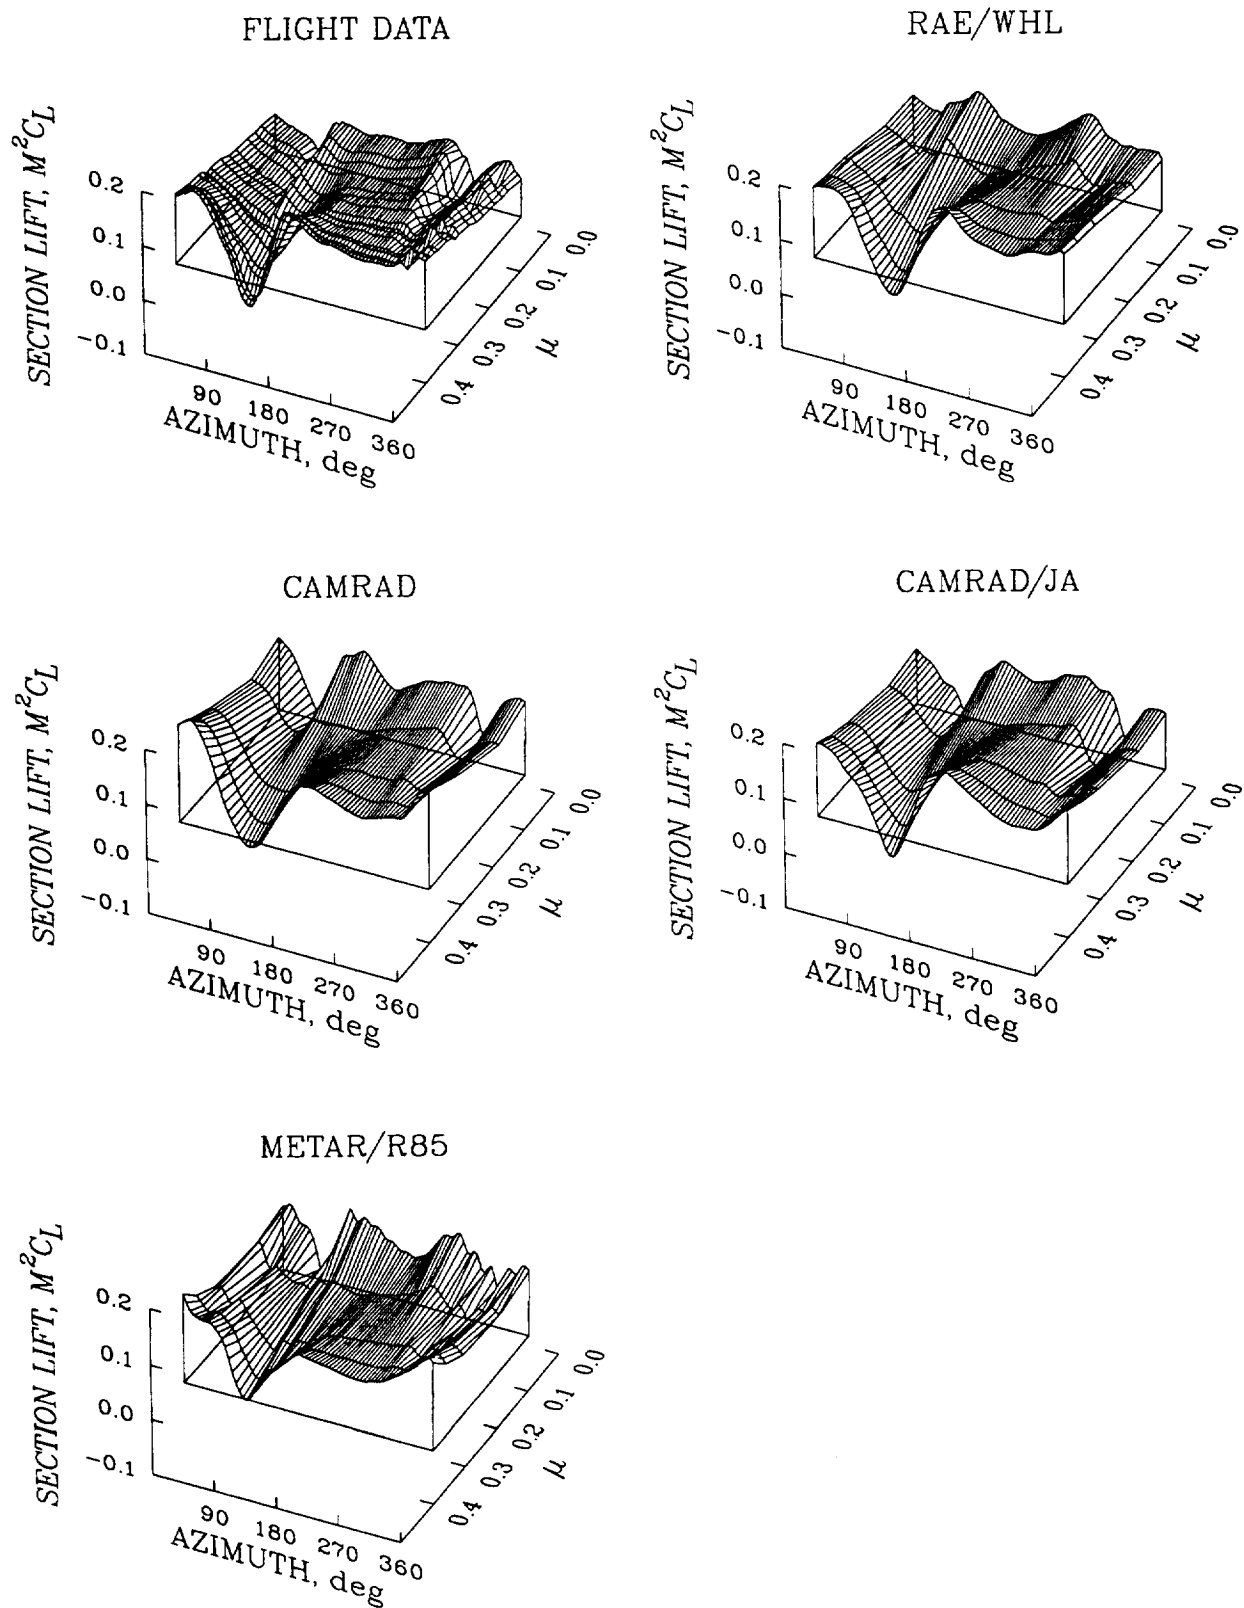 FLIGHT DATA
SECTION LIFT, M²C_L
0.2
0.1
0.0
-0.1
90 180 270 360
AZIMUTH, deg
0.4 0.3 0.2 0.1 0.0
μ
RAE/WHL
SECTION LIFT, M²C_L
0.2
0.1
0.0
-0.1
90 180 270 360
AZIMUTH, deg
0.4 0.3 0.2 0.1 0.0
μ
CAMRAD
SECTION LIFT, M²C_L
0.2
0.1
0.0
-0.1
90 180 270 360
AZIMUTH, deg
0.4 0.3 0.2 0.1 0.0
μ
CAMRAD/JA
SECTION LIFT, M²C_L
0.2
0.1
0.0
-0.1
90 180 270 360
AZIMUTH, deg
0.4 0.3 0.2 0.1 0.0
μ
METAR/R85
SECTION LIFT, M²C_L
0.2
0.1
0.0
-0.1
90 180 270 360
AZIMUTH, deg
0.4 0.3 0.2 0.1 0.0
μ